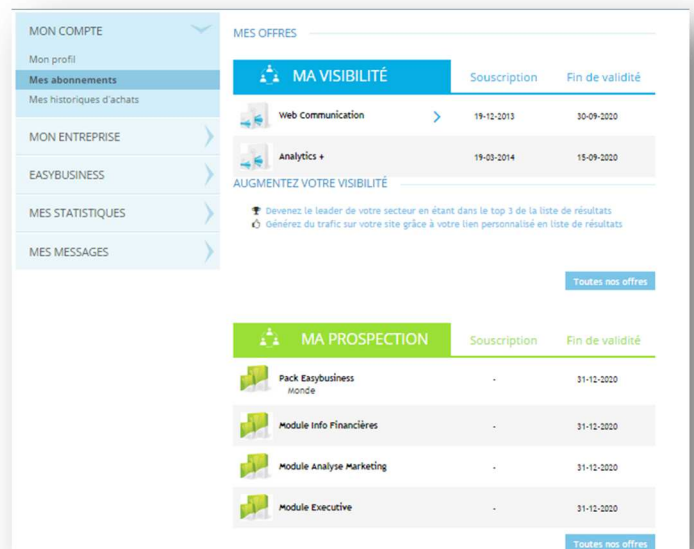 MON COMPTE
Mon profil
Mes abonnements
Mes historiques d'achats
MON ENTREPRISE
EASYBUSINESS
MES STATISTIQUES
MES MESSAGES
MES OFFRES
MA VISIBILITÉ Souscription Fin de validité
Web Communication 19-12-2013 30-09-2020
Analytics + 19-03-2014 15-09-2020
AUGMENTEZ VOTRE VISIBILITÉ
Devenez le leader de votre secteur en étant dans le top 3 de la liste de résultats
Générez du trafic sur votre site grâce à votre lien personnalisé en liste de résultats
Toutes nos offres
MA PROSPECTION Souscription Fin de validité
Pack Easybusiness - 31-12-2020
Monde
Module Info Financières - 31-12-2020
Module Analyse Marketing - 31-12-2020
Module Executive - 31-12-2020
Toutes nos offres